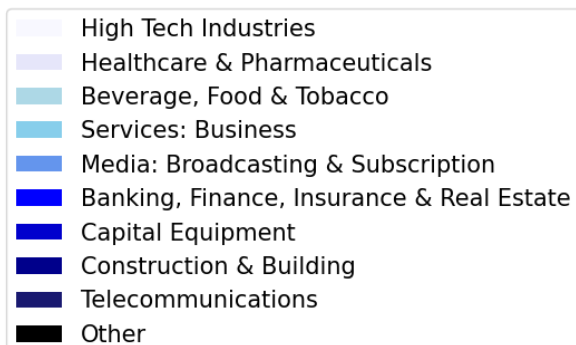 High Tech Industries
Healthcare & Pharmaceuticals
Beverage, Food & Tobacco
Services: Business
Media: Broadcasting & Subscription
Banking, Finance, Insurance & Real Estate
Capital Equipment
Construction & Building
Telecommunications
Other